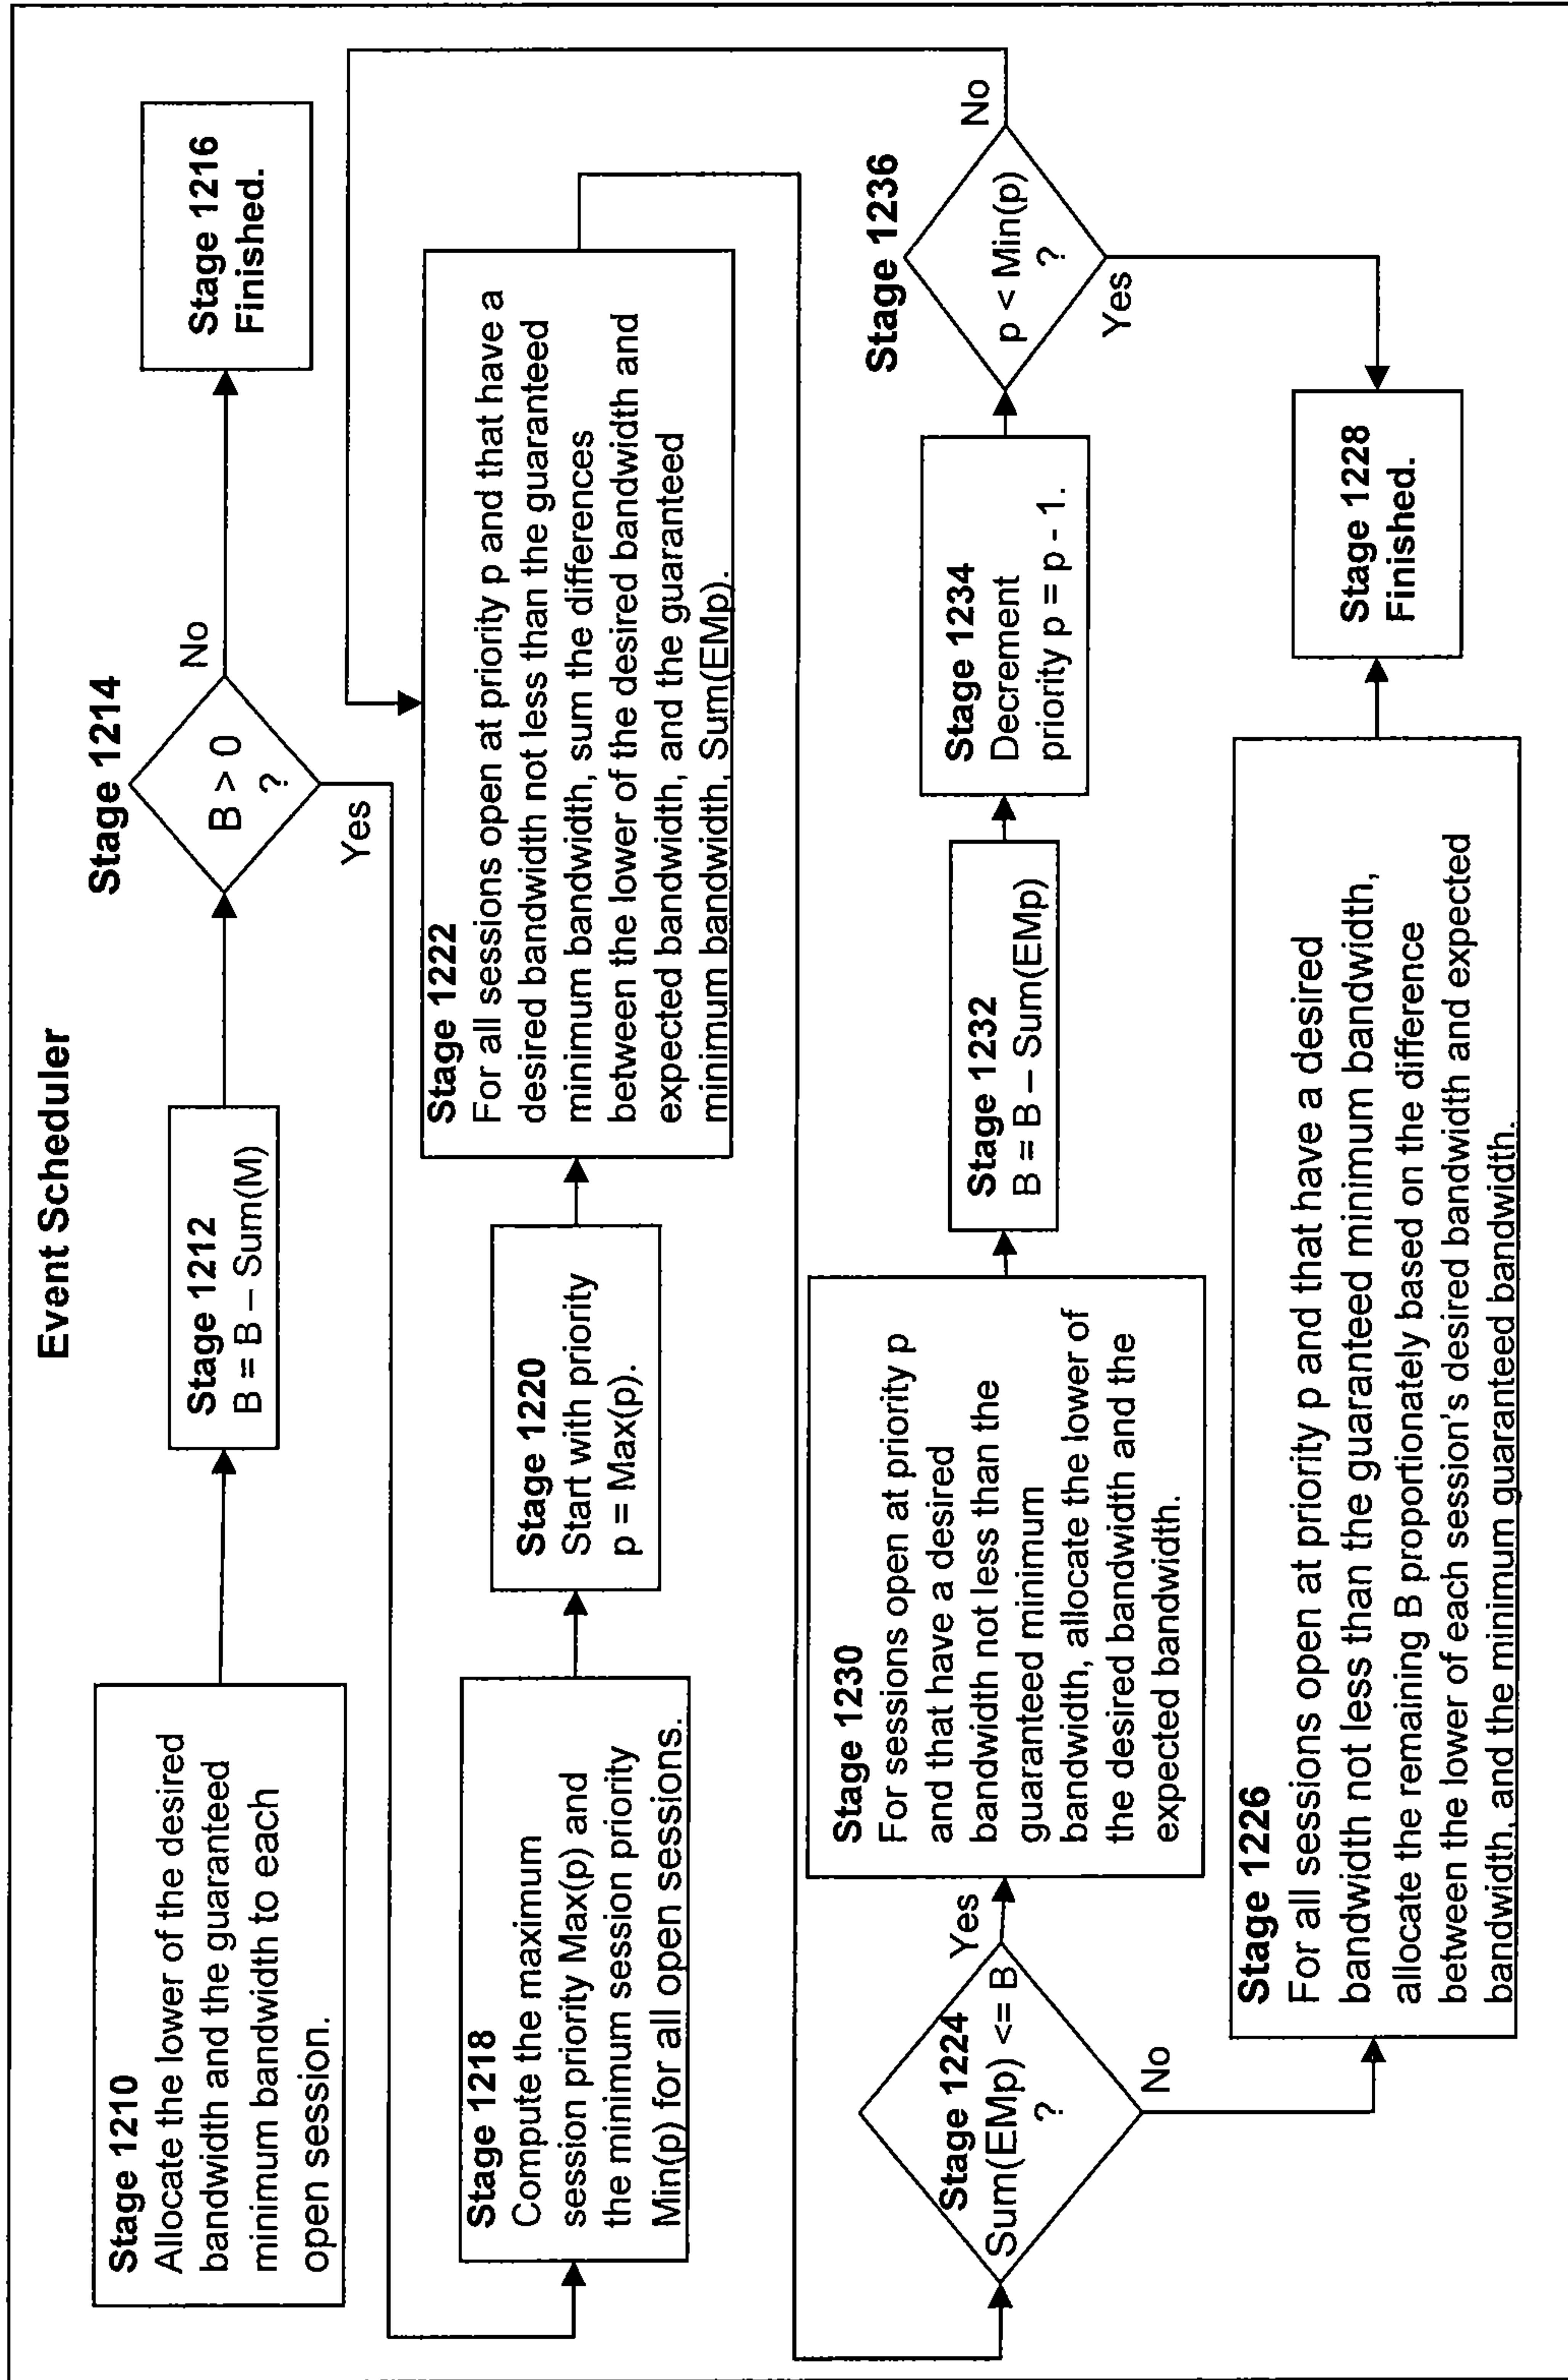 Event Scheduler
Stage 1210
Allocate the lower of the desired
bandwidth and the guaranteed
minimum bandwidth to each
open session.
Stage 1212
B = B – Sum(M)
Stage 1214
B > 0
?
No
Yes
Stage 1216
Finished.
Stage 1218
Compute the maximum
session priority Max(p) and
the minimum session priority
Min(p) for all open sessions.
Stage 1220
Start with priority
p = Max(p).
Stage 1222
For all sessions open at priority p and that have a
desired bandwidth not less than the guaranteed
minimum bandwidth, sum the differences
between the lower of the desired bandwidth and
expected bandwidth, and the guaranteed
minimum bandwidth, Sum(EMp).
Stage 1224
Sum(EMp) <= B
?
Yes
No
Stage 1230
For sessions open at priority p
and that have a desired
bandwidth not less than the
guaranteed minimum
bandwidth, allocate the lower of
the desired bandwidth and the
expected bandwidth.
Stage 1232
B = B – Sum(EMp)
Stage 1234
Decrement
priority p = p - 1.
Stage 1236
p < Min(p)
?
No
Yes
Stage 1226
For all sessions open at priority p and that have a desired
bandwidth not less than the guaranteed minimum bandwidth,
allocate the remaining B proportionately based on the difference
between the lower of each session's desired bandwidth and expected
bandwidth, and the minimum guaranteed bandwidth.
Stage 1228
Finished.